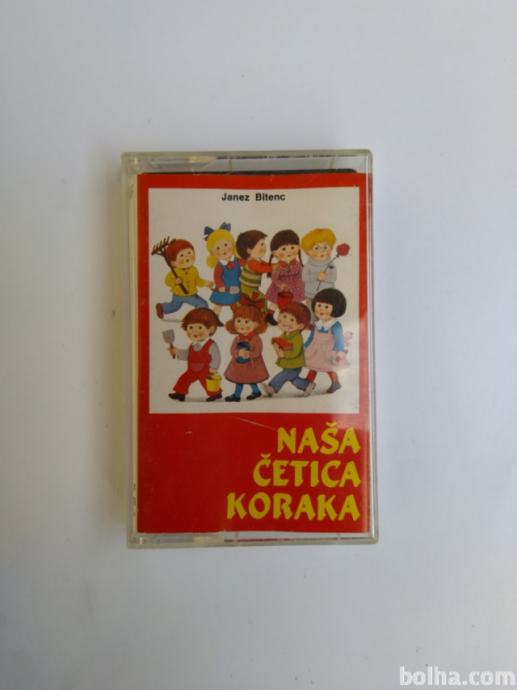 Janez Bitenc
NAŠA
ČETICA
KORAKA
bolha.com